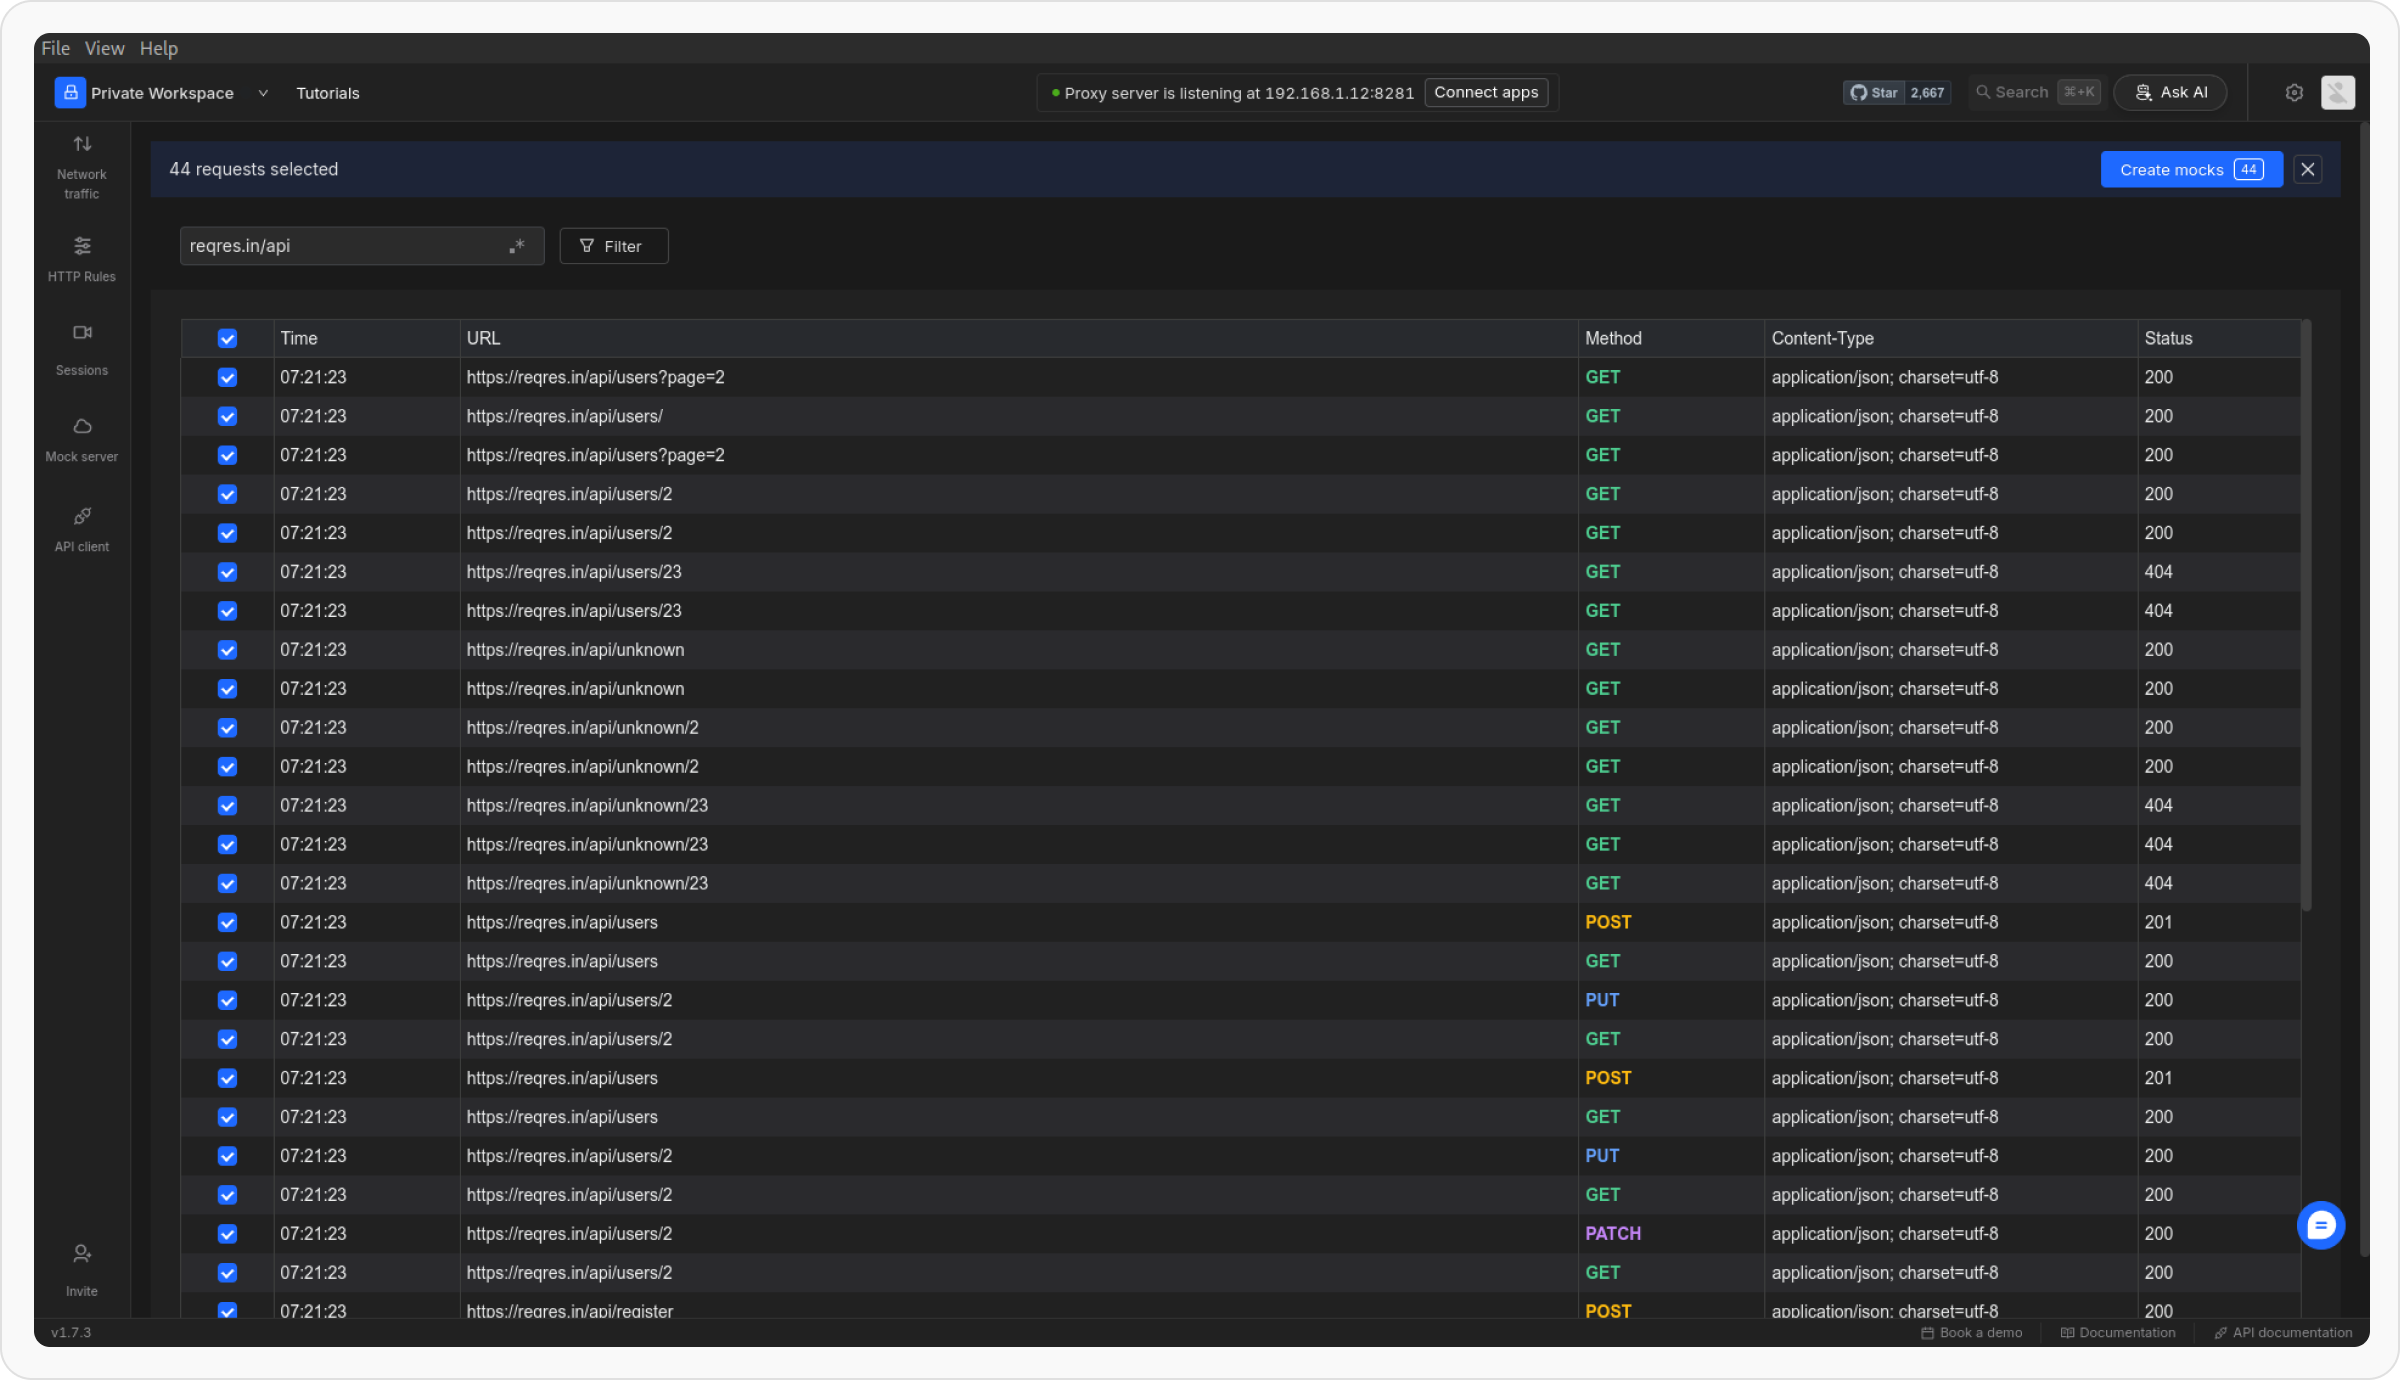 File View Help
Private Workspace Tutorials Proxy server is listening at 192.168.1.12:8281 Connect apps Star 2,667 Search ⌘+K Ask AI
Network
traffic
HTTP Rules
Sessions
Mock server
API client
Invite
44 requests selected Create mocks 44
reqres.in/api .* Filter
Time URL Method Content-Type Status
07:21:23 https://reqres.in/api/users?page=2 GET application/json; charset=utf-8 200
07:21:23 https://reqres.in/api/users/ GET application/json; charset=utf-8 200
07:21:23 https://reqres.in/api/users?page=2 GET application/json; charset=utf-8 200
07:21:23 https://reqres.in/api/users/2 GET application/json; charset=utf-8 200
07:21:23 https://reqres.in/api/users/2 GET application/json; charset=utf-8 200
07:21:23 https://reqres.in/api/users/23 GET application/json; charset=utf-8 404
07:21:23 https://reqres.in/api/users/23 GET application/json; charset=utf-8 404
07:21:23 https://reqres.in/api/unknown GET application/json; charset=utf-8 200
07:21:23 https://reqres.in/api/unknown GET application/json; charset=utf-8 200
07:21:23 https://reqres.in/api/unknown/2 GET application/json; charset=utf-8 200
07:21:23 https://reqres.in/api/unknown/2 GET application/json; charset=utf-8 200
07:21:23 https://reqres.in/api/unknown/23 GET application/json; charset=utf-8 404
07:21:23 https://reqres.in/api/unknown/23 GET application/json; charset=utf-8 404
07:21:23 https://reqres.in/api/unknown/23 GET application/json; charset=utf-8 404
07:21:23 https://reqres.in/api/users POST application/json; charset=utf-8 201
07:21:23 https://reqres.in/api/users GET application/json; charset=utf-8 200
07:21:23 https://reqres.in/api/users/2 PUT application/json; charset=utf-8 200
07:21:23 https://reqres.in/api/users/2 GET application/json; charset=utf-8 200
07:21:23 https://reqres.in/api/users POST application/json; charset=utf-8 201
07:21:23 https://reqres.in/api/users GET application/json; charset=utf-8 200
07:21:23 https://reqres.in/api/users/2 PUT application/json; charset=utf-8 200
07:21:23 https://reqres.in/api/users/2 GET application/json; charset=utf-8 200
07:21:23 https://reqres.in/api/users/2 PATCH application/json; charset=utf-8 200
07:21:23 https://reqres.in/api/users/2 GET application/json; charset=utf-8 200
07:21:23 https://reqres.in/api/register POST application/json; charset=utf-8 200
v1.7.3 Book a demo Documentation API documentation